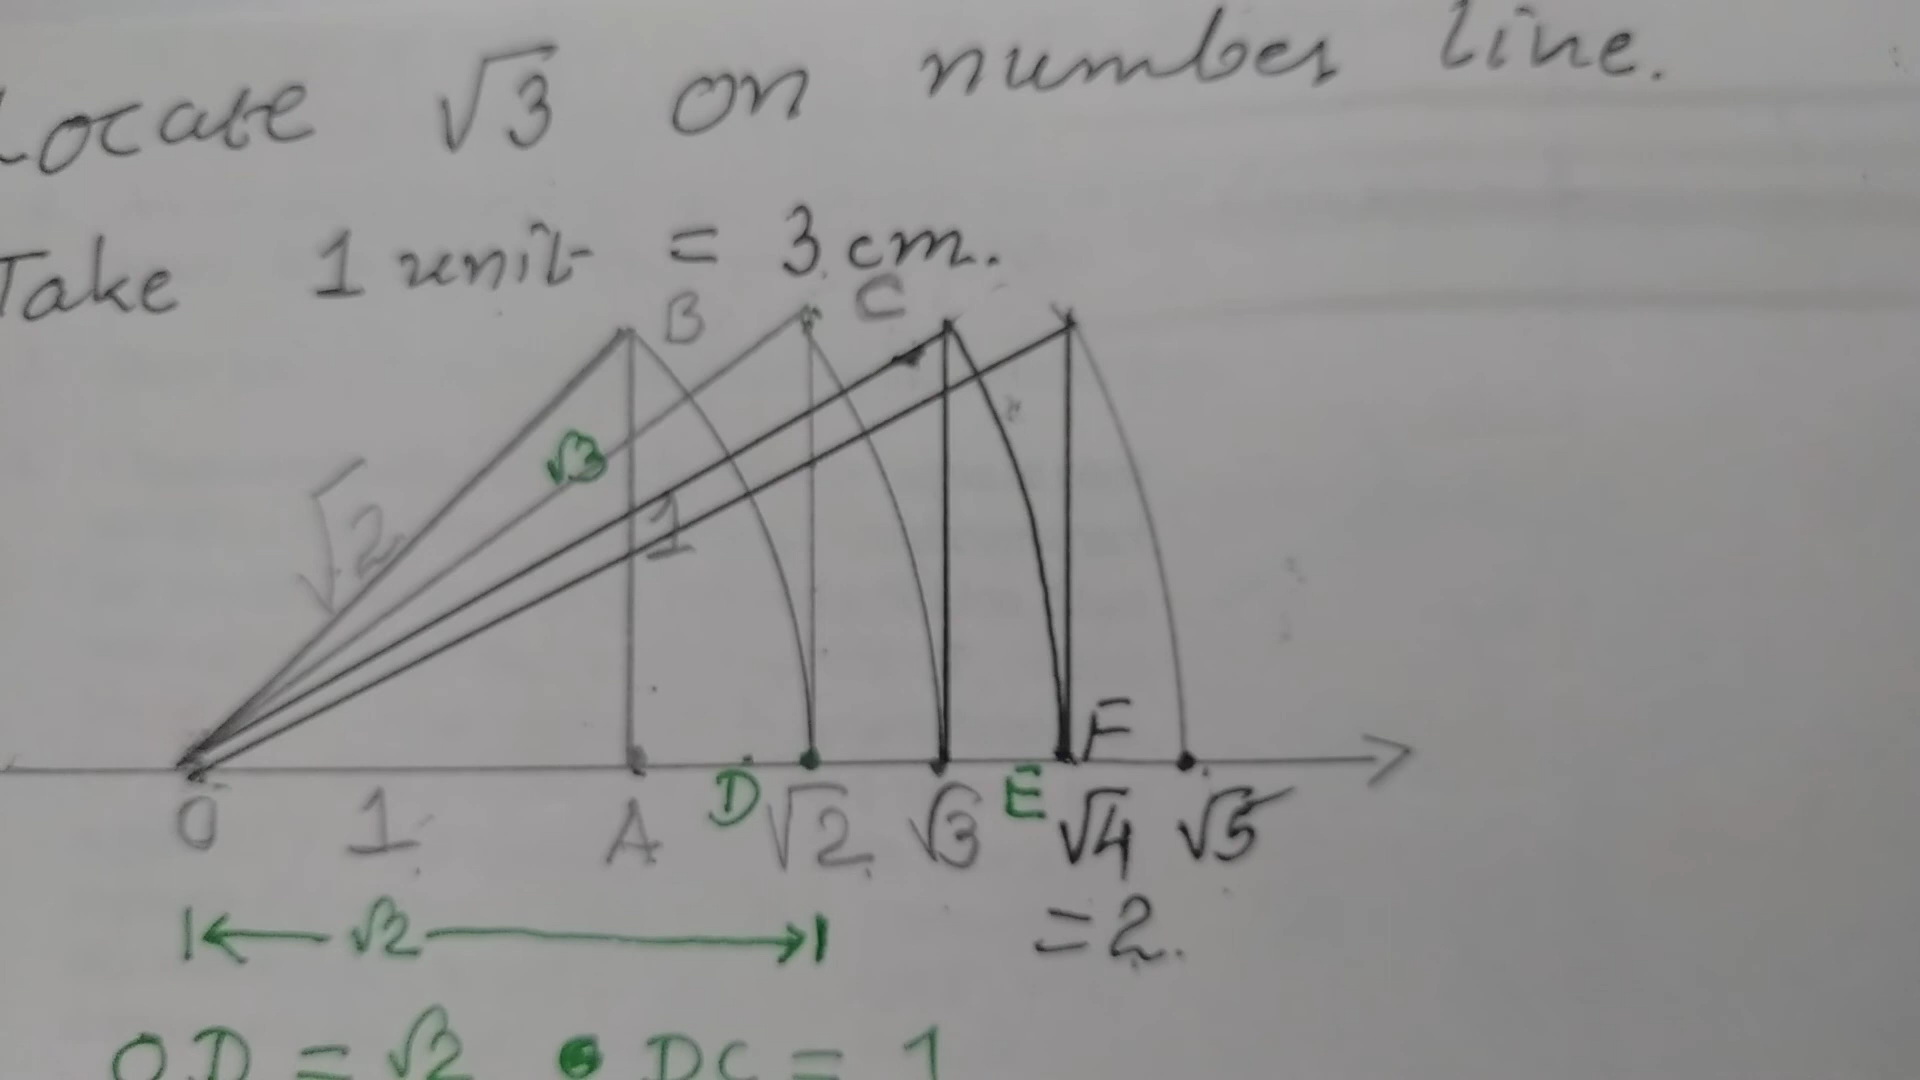 Locate √3 on number line.
Take 1 unit = 3 cm.
B C
√3
√2 1
F
O 1 A D √2 √3 E √4 √5
√2 = 2.
OD = √2 • DC = 1